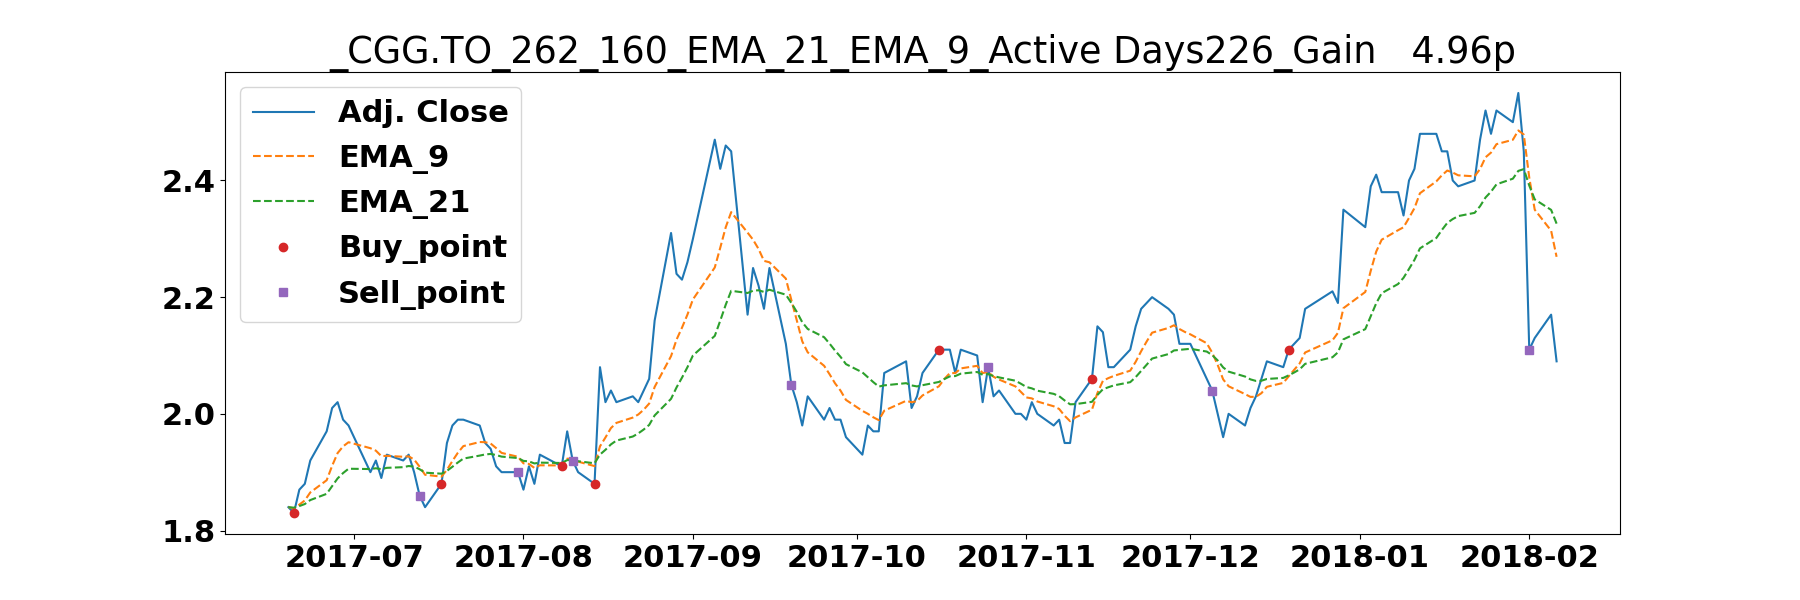 _CGG.TO_262_160_EMA_21_EMA_9_Active Days226_Gain   4.96p
Adj. Close
EMA_9
EMA_21
Buy_point
Sell_point
2.4
2.2
2.0
1.8
2017-07 2017-08 2017-09 2017-10 2017-11 2017-12 2018-01 2018-02